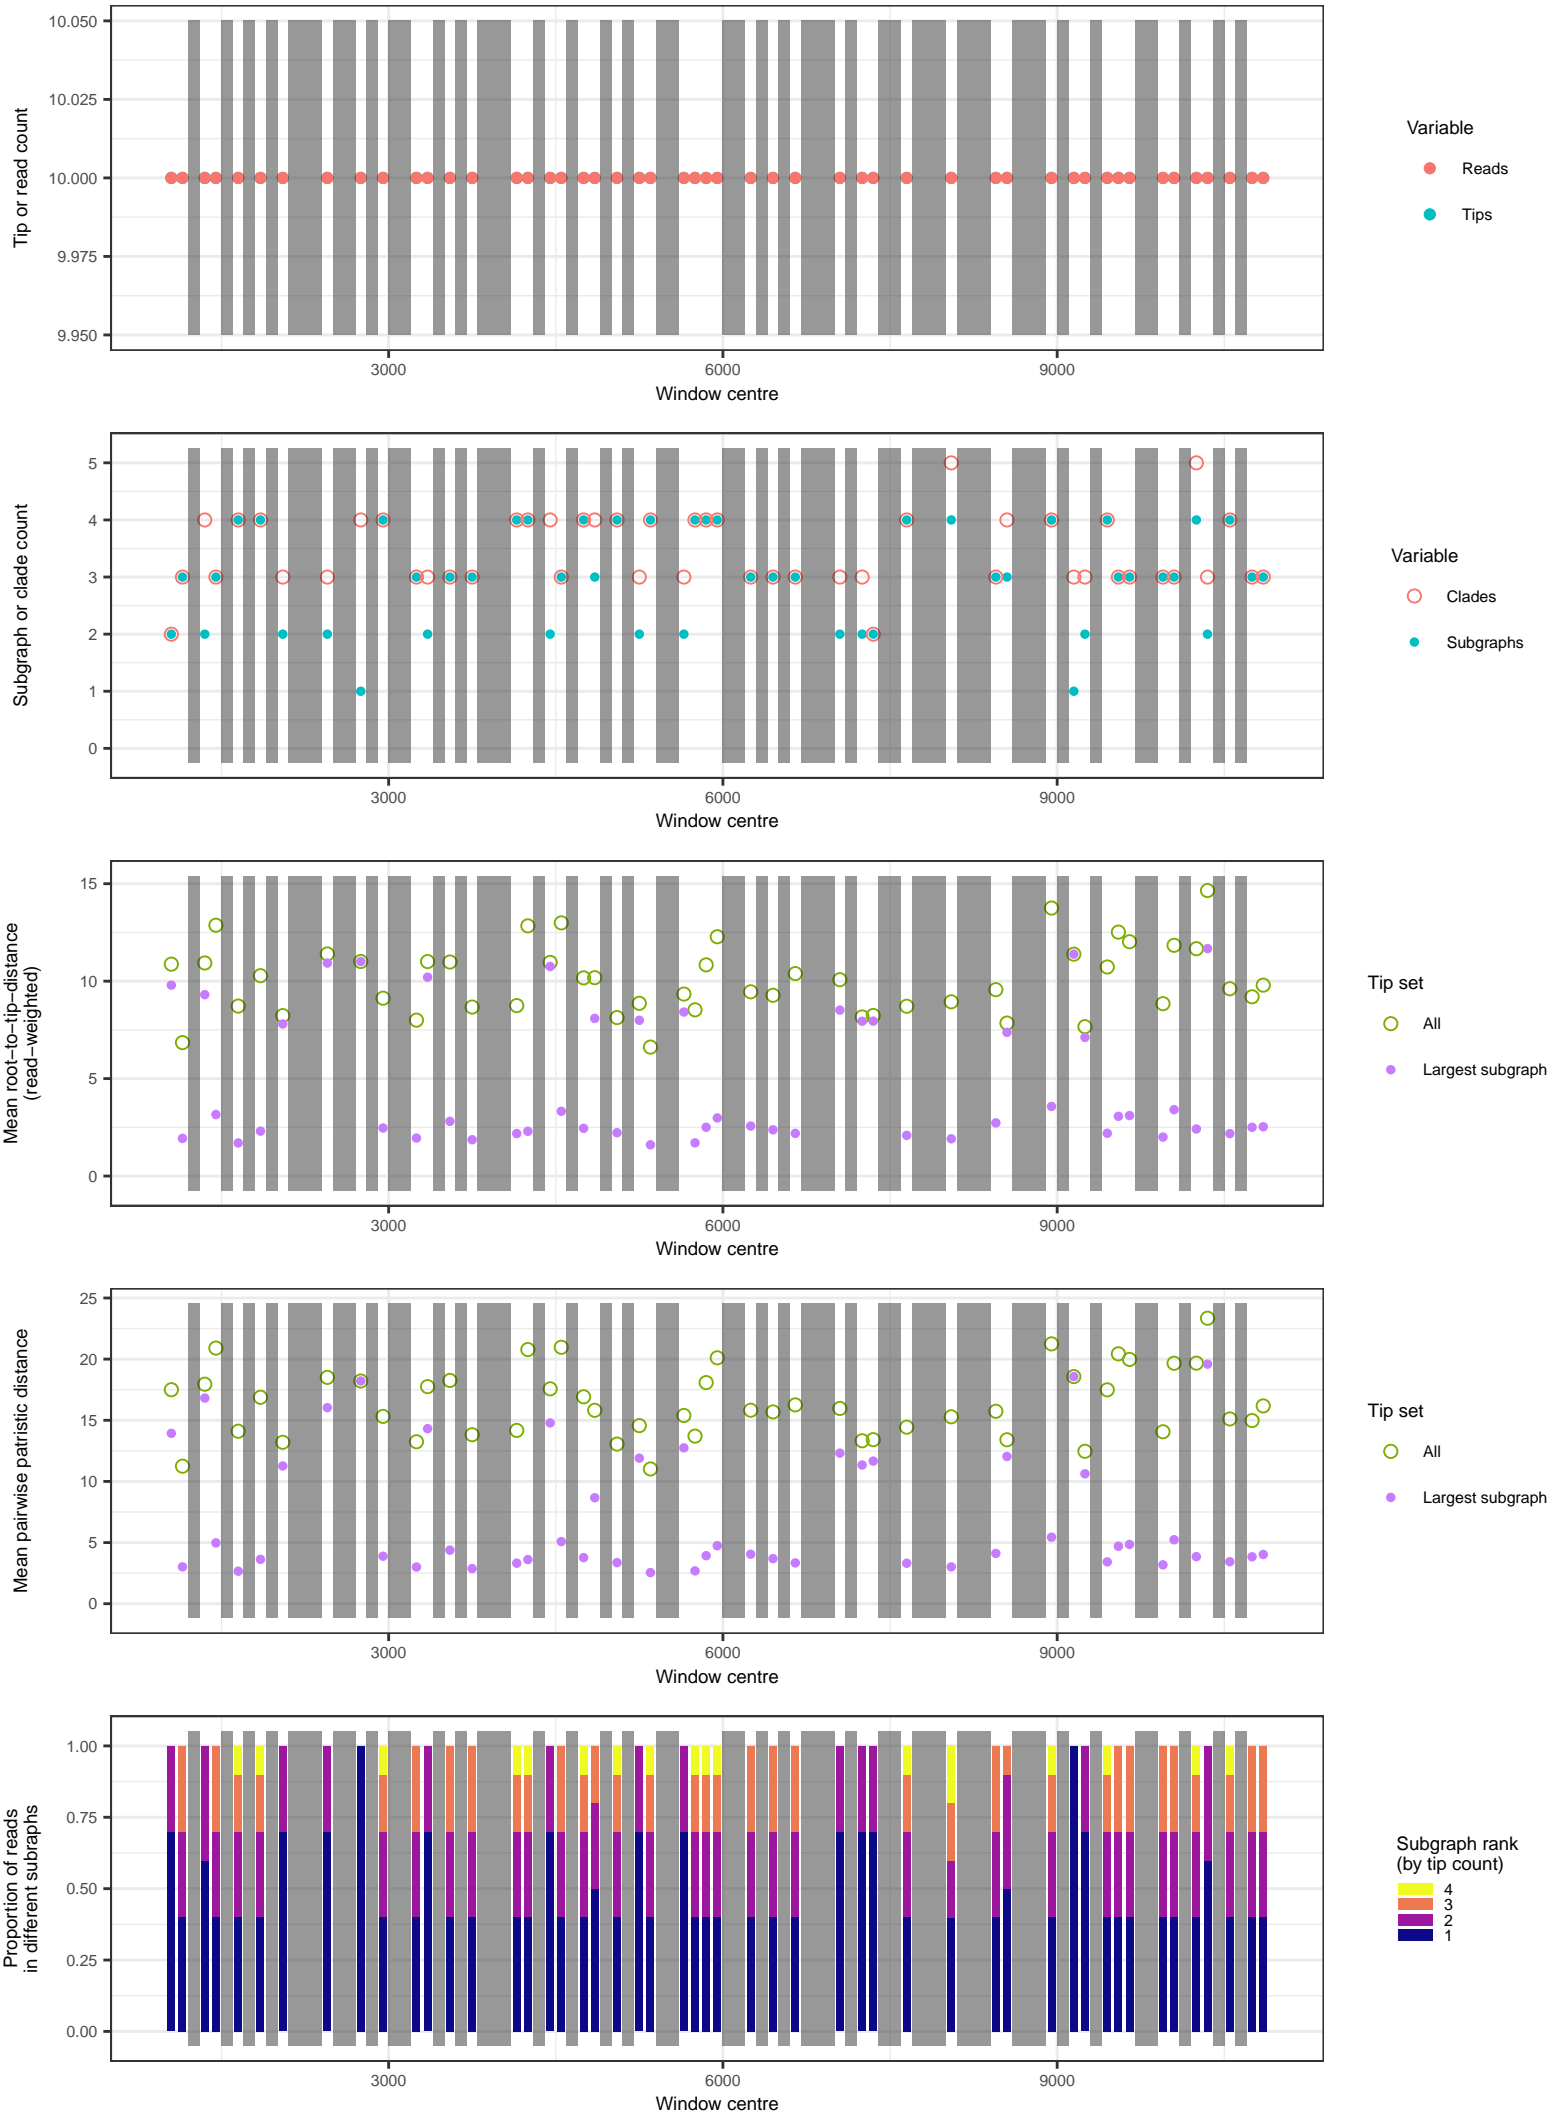 10.050
10.025
10.000
9.975
9.950
Tip or read count
3000
6000
9000
Window centre
Variable
Reads
Tips
5
4
3
2
1
0
Subgraph or clade count
3000
6000
9000
Window centre
Variable
Clades
Subgraphs
15
10
5
0
Mean root−to−tip−distance
(read−weighted)
3000
6000
9000
Window centre
Tip set
All
Largest subgraph
25
20
15
10
5
0
Mean pairwise patristic distance
3000
6000
9000
Window centre
Tip set
All
Largest subgraph
1.00
0.75
0.50
0.25
0.00
Proportion of reads
in different subraphs
3000
6000
9000
Window centre
Subgraph rank
(by tip count)
4
3
2
1